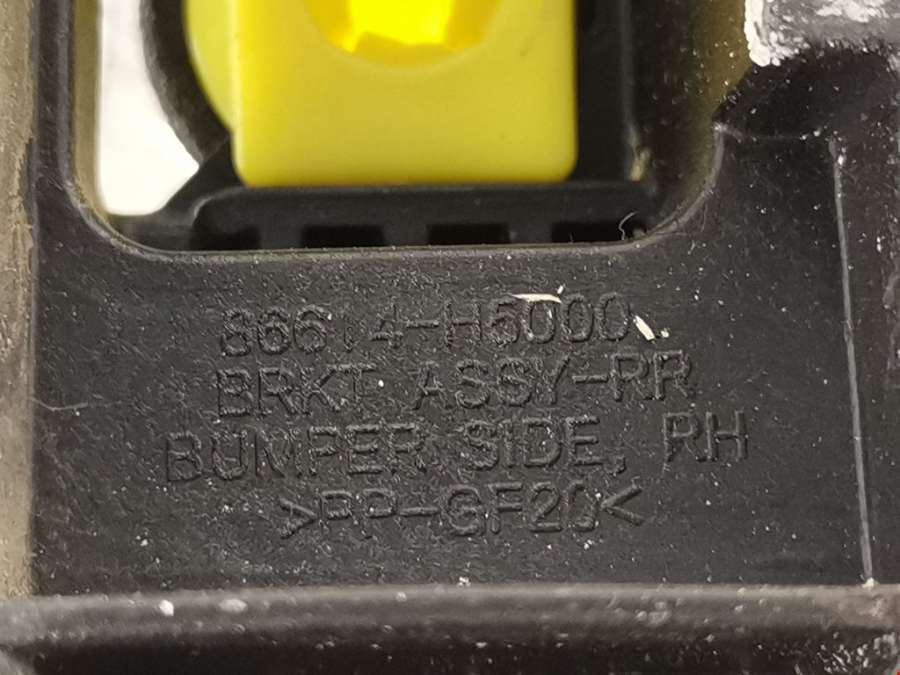 86614-H5000
BRKT ASSY-RR
BUMPER SIDE, RH
>PP-GF20<